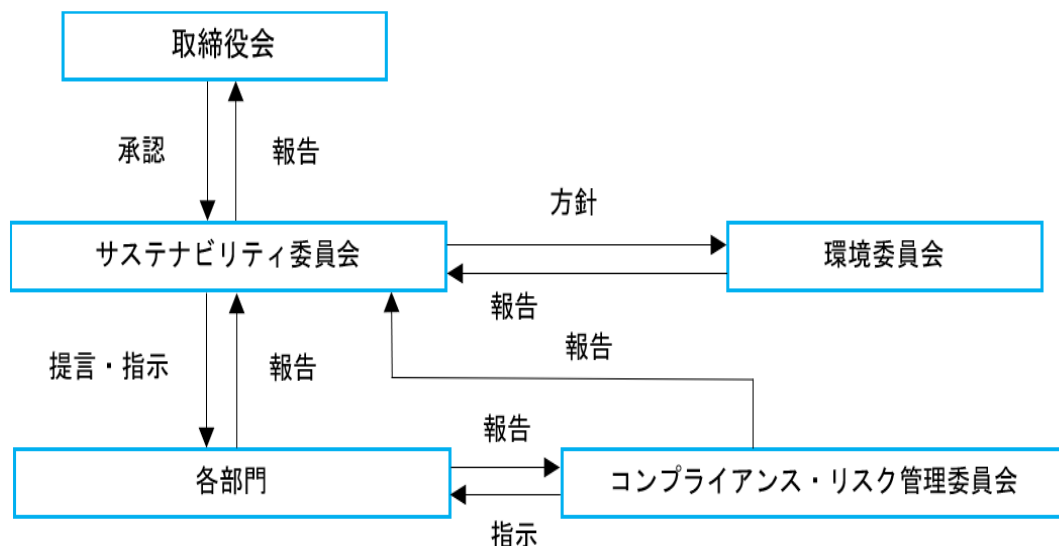 取締役会
承認
報告
方針
サステナビリティ委員会
環境委員会
報告
報告
提言・指示
報告
報告
各部門
コンプライアンス・リスク管理委員会
指示